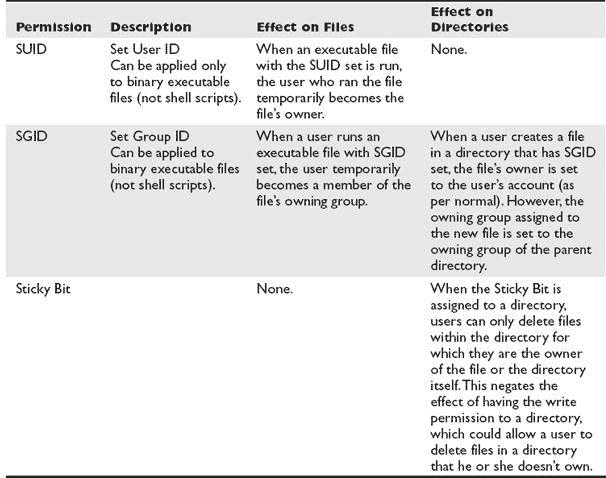 Permission Description Effect on Files Effect on Directories
SUID
Set User ID
Can be applied only
to binary executable
files (not shell scripts).
When an executable file
with the SUID set is run,
the user who ran the file
temporarily becomes the
file's owner.
None.
SGID
Set Group ID
Can be applied to
binary executable files
(not shell scripts).
When a user runs an
executable file with SGID
set, the user temporarily
becomes a member of the
file's owning group.
When a user creates a file
in a directory that has SGID
set, the file's owner is set
to the user's account (as
per normal). However, the
owning group assigned to
the new file is set to the
owning group of the parent
directory.
Sticky Bit
None.
When the Sticky Bit is
assigned to a directory,
users can only delete files
within the directory for
which they are the owner
of the file or the directory
itself. This negates the
effect of having the write
permission to a directory,
which could allow a user to
delete files in a directory
that he or she doesn't own.